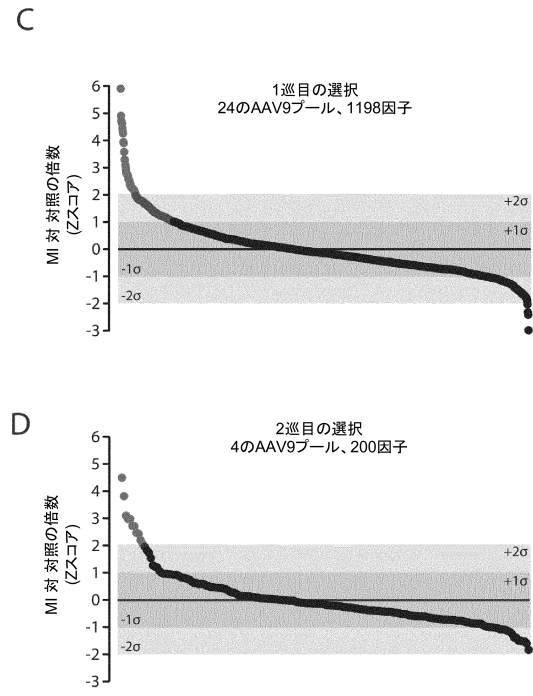 C
1巡目の選択
24のAAV9プール、1198因子
MI 対 対照の倍数
(Zスコア)
6
5
4
3
2
1
0
-1
-2
-3
+2σ
+1σ
-1σ
-2σ
D
2巡目の選択
4のAAV9プール、200因子
MI 対 対照の倍数
(Zスコア)
6
5
4
3
2
1
0
-1
-2
-3
+2σ
+1σ
-1σ
-2σ